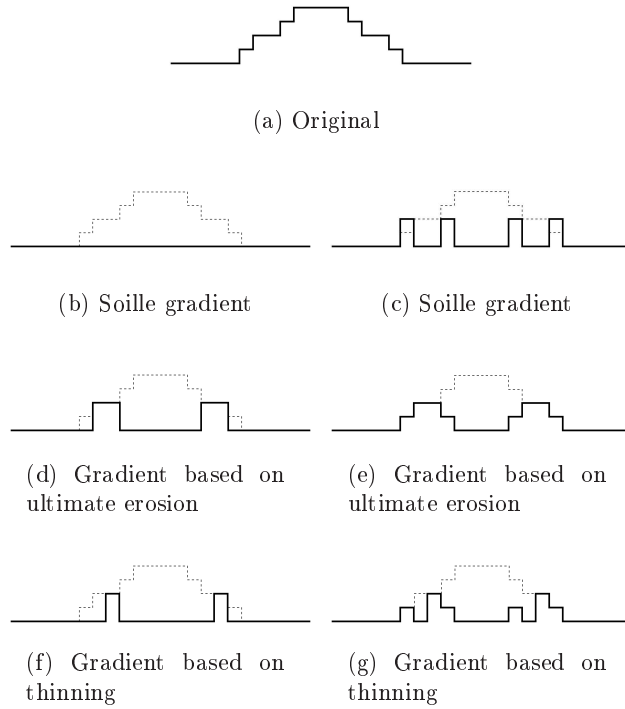 (a) Original
(b) Soille gradient
(c) Soille gradient
(d) Gradient based on
ultimate erosion
(e) Gradient based on
ultimate erosion
(f) Gradient based on
thinning
(g) Gradient based on
thinning